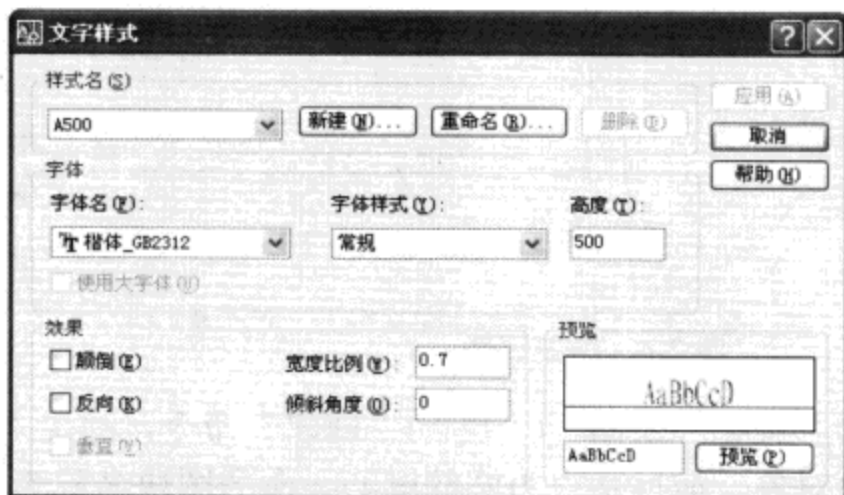 文字样式
样式名(S)
A500 新建(N)... 重命名(R)... 删除(D) 应用(A)
取消
帮助(H)
字体
字体名(F): 字体样式(Y): 高度(T):
楷体_GB2312 常规 500
使用大字体(U)
效果 预览
颠倒(E) 宽度比例(W): 0.7
AaBbCcD
反向(K) 倾斜角度(O): 0
垂直(V)
AaBbCcD 预览(P)